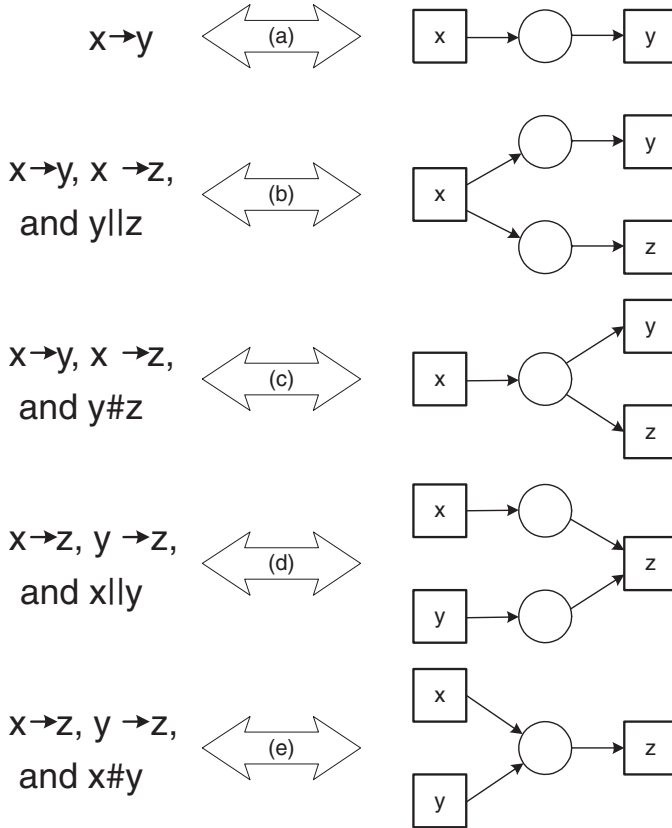 x→y
(a)
x
y
x→y, x →z,
and y||z
(b)
x
y
z
x→y, x →z,
and y#z
(c)
x
y
z
x→z, y →z,
and x||y
(d)
x
y
z
x→z, y →z,
and x#y
(e)
x
y
z